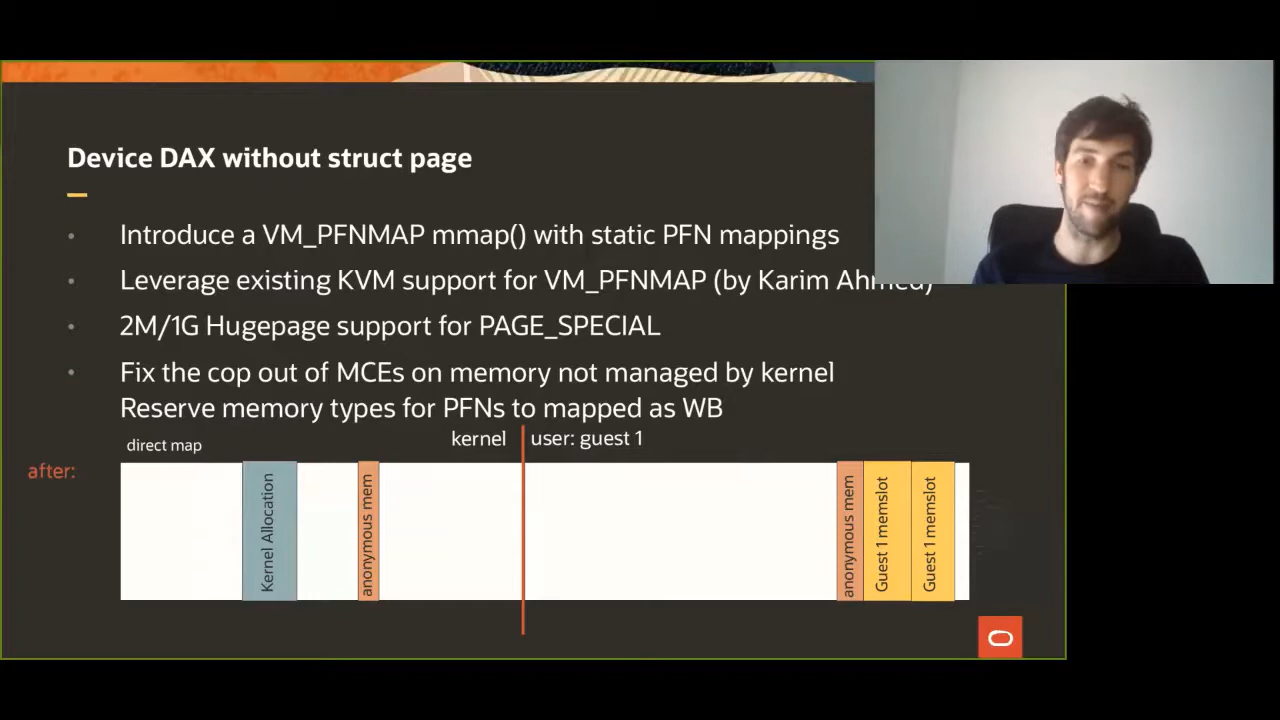 Device DAX without struct page
Introduce a VM_PFNMAP mmap() with static PFN mappings
Leverage existing KVM support for VM_PFNMAP (by Karim
2M/1G Hugepage support for PAGE_SPECIAL
Fix the cop out of MCEs on memory not managed by kernel
Reserve memory types for PFNs to mapped as WB
direct map
kernel
user: guest 1
after:
Kernel Allocation
anonymous mem
anonymous mem
Guest 1 memslot
Guest 1 memslot